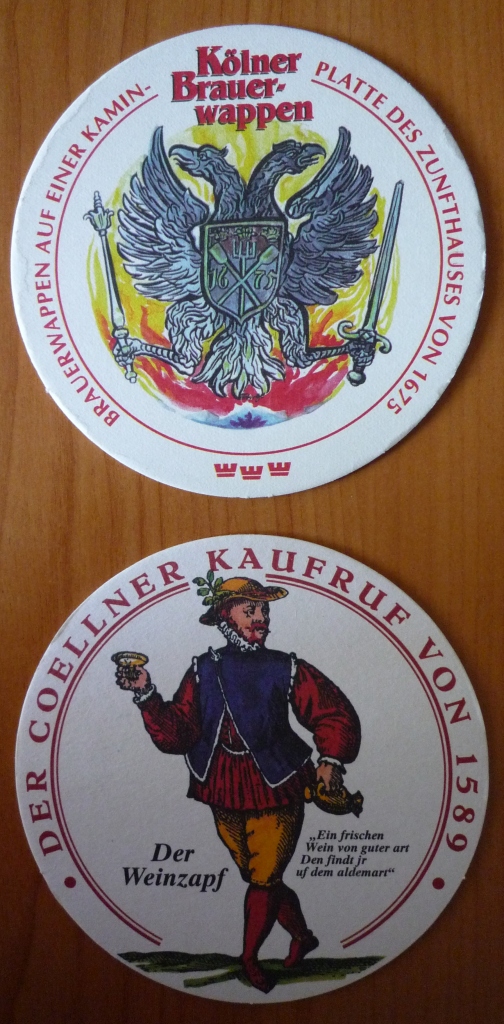 Kölner
Brauer-
wappen
BRAUERWAPPEN AUF EINER KAMIN-
PLATTE DES ZUNFTHAUSES VON 1675
1675
DER COELLNER KAUFRUF VON 1589
Der
Weinzapf
„Ein frischen
Wein von guter art
Den findt jr
uf dem aldemart“